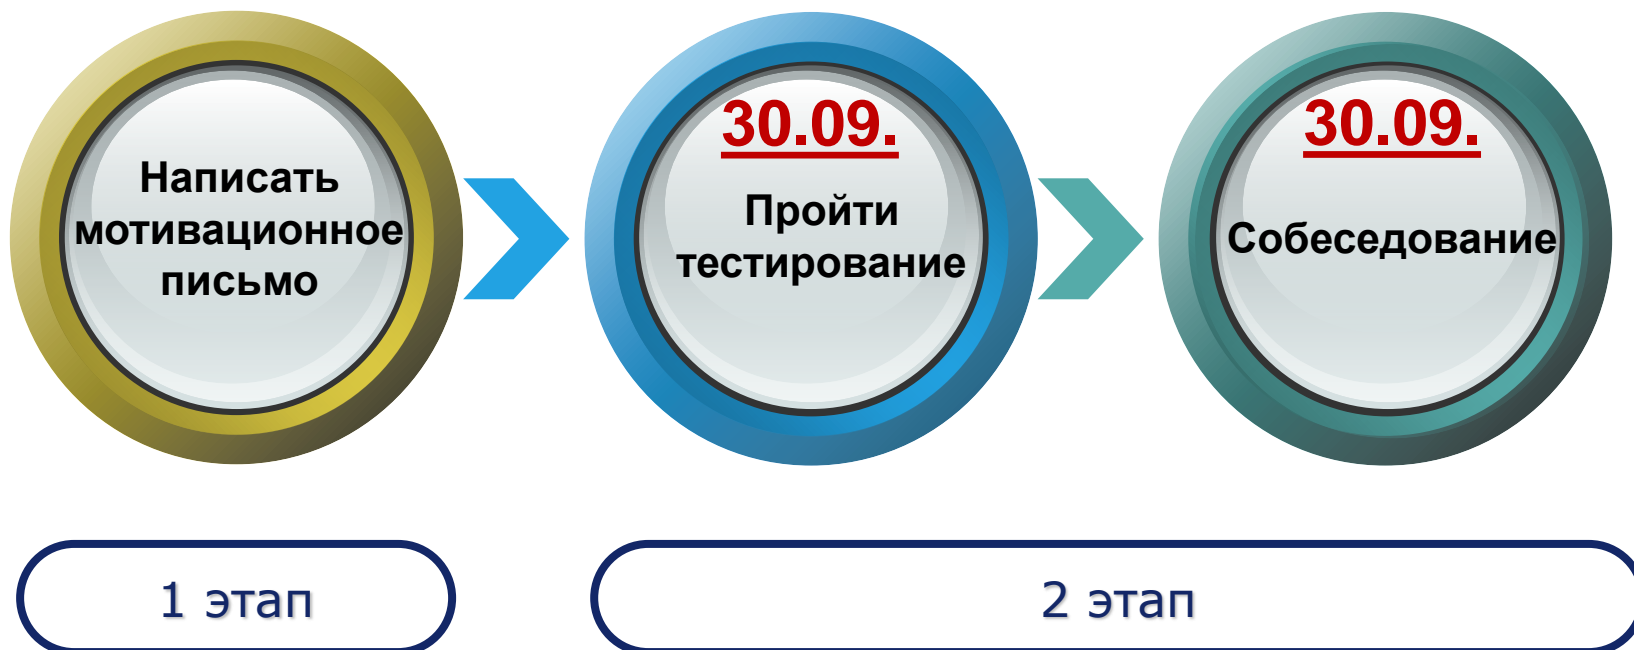 Написать
мотивационное
письмо
30.09.
Пройти
тестирование
30.09.
Собеседование
1 этап
2 этап